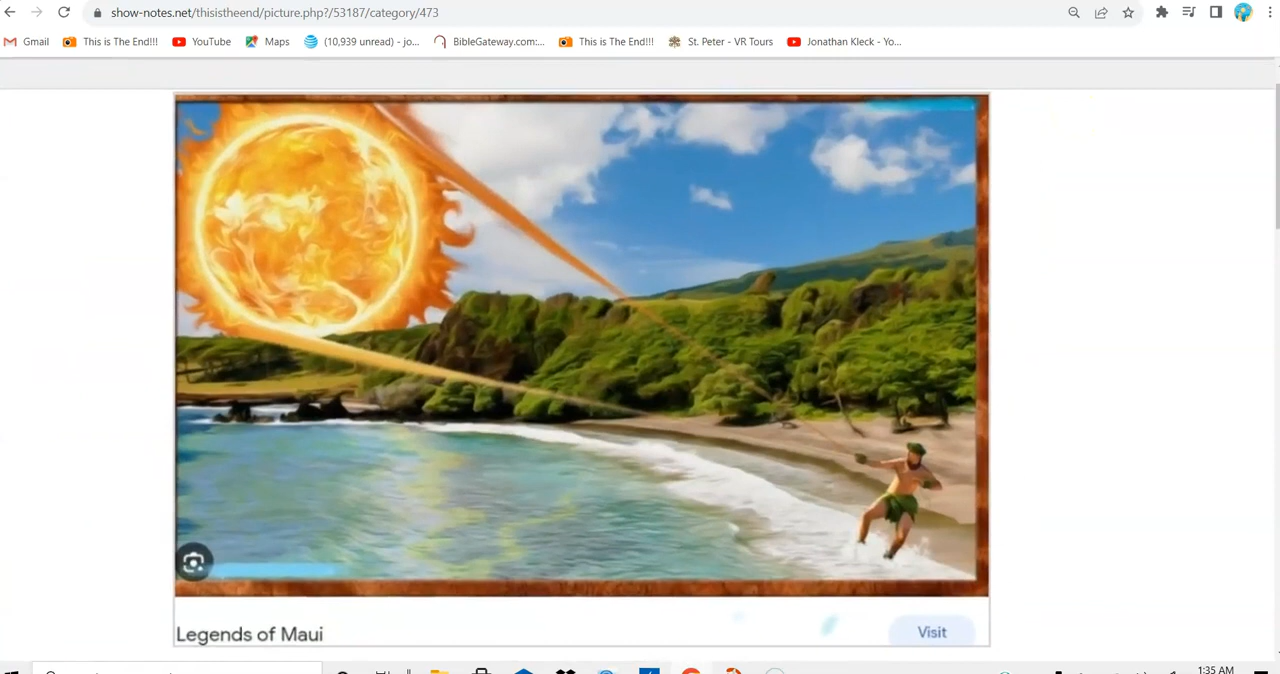 show-notes.net/thisistheend/picture.php?/53187/category/473
Gmail This is The End!!! YouTube Maps (10,939 unread) - jo... BibleGateway.com:... This is The End!!! St. Peter - VR Tours Jonathan Kleck - Yo...
Legends of Maui Visit
1:35 AM